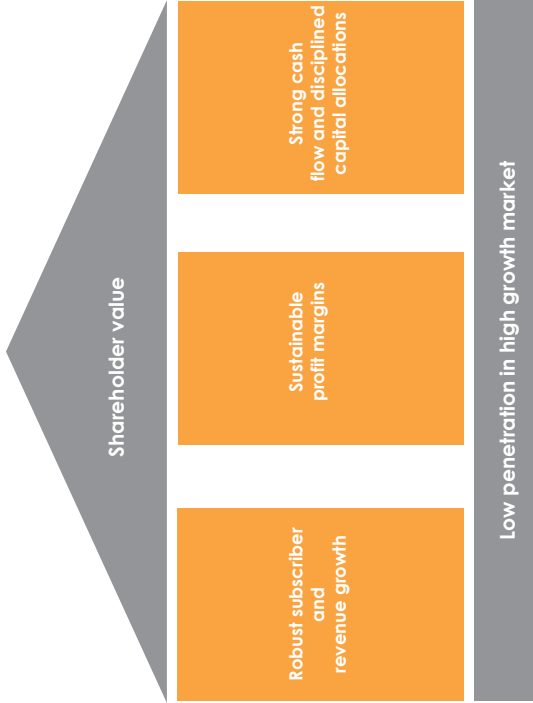 Shareholder value
Robust subscriber
and
revenue growth
Sustainable
profit margins
Strong cash
flow and disciplined
capital allocations
Low penetration in high growth market